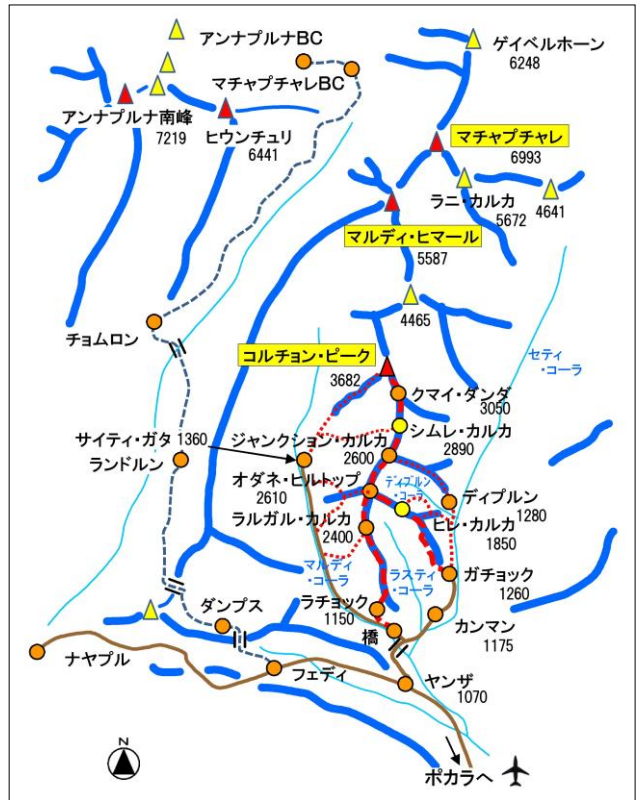 アンナプルナBC
ゲイベルホーン
6248
マチャプチャレBC
アンナプルナ南峰
7219
ヒウンチュリ
6441
マチャプチャレ
6993
ラニ・カルカ
5672
4641
マルディ・ヒマール
5587
4465
チョムロン
コルチョン・ピーク
3682
セティ
・コーラ
クマイ・ダンダ
3050
サイティ・ガタ 1360
ジャンクション・カルカ
2600
シムレ・カルカ
2890
ランドルン
オダネ・ヒルトップ
2610
ディプルン
・コーラ
ディプルン
1280
ラルガル・カルカ
2400
ヒレ・カルカ
1850
マルディ
・コーラ
ラスティ
・コーラ
ガチョック
1260
ラチョック
1150
ダンプス
橋
カンマン
1175
ナヤプル
フェディ
ヤンザ
1070
N
ポカラへ